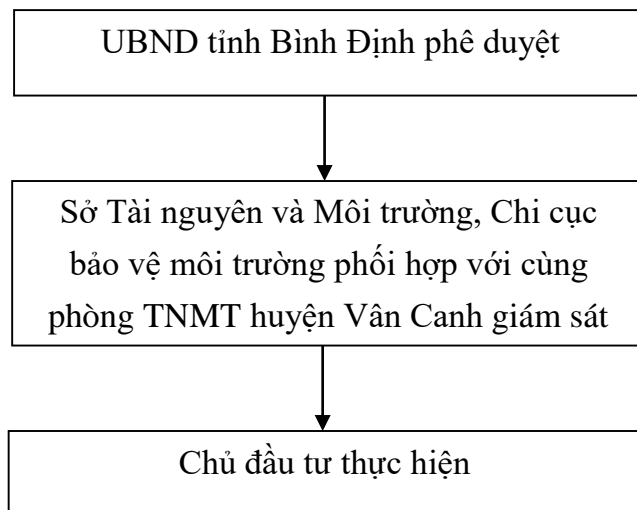 UBND tỉnh Bình Định phê duyệt
Sở Tài nguyên và Môi trường, Chi cục
bảo vệ môi trường phối hợp với cùng
phòng TNMT huyện Vân Canh giám sát
Chủ đầu tư thực hiện